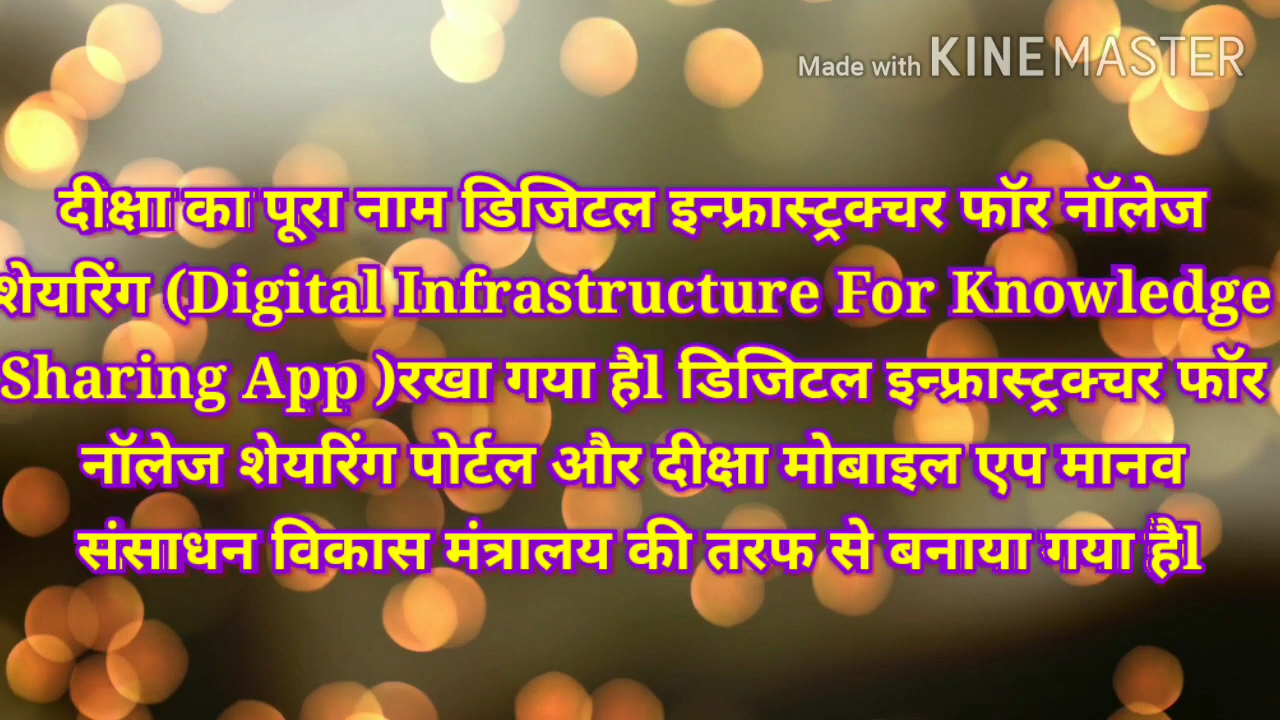 Made with KINEMASTER
दीक्षा का पूरा नाम डिजिटल इन्फ्रास्ट्रक्चर फॉर नॉलेज
शेयरिंग (Digital Infrastructure For Knowledge
Sharing App )रखा गया हैl डिजिटल इन्फ्रास्ट्रक्चर फॉर
नॉलेज शेयरिंग पोर्टल और दीक्षा मोबाइल एप मानव
संसाधन विकास मंत्रालय की तरफ से बनाया गया हैl